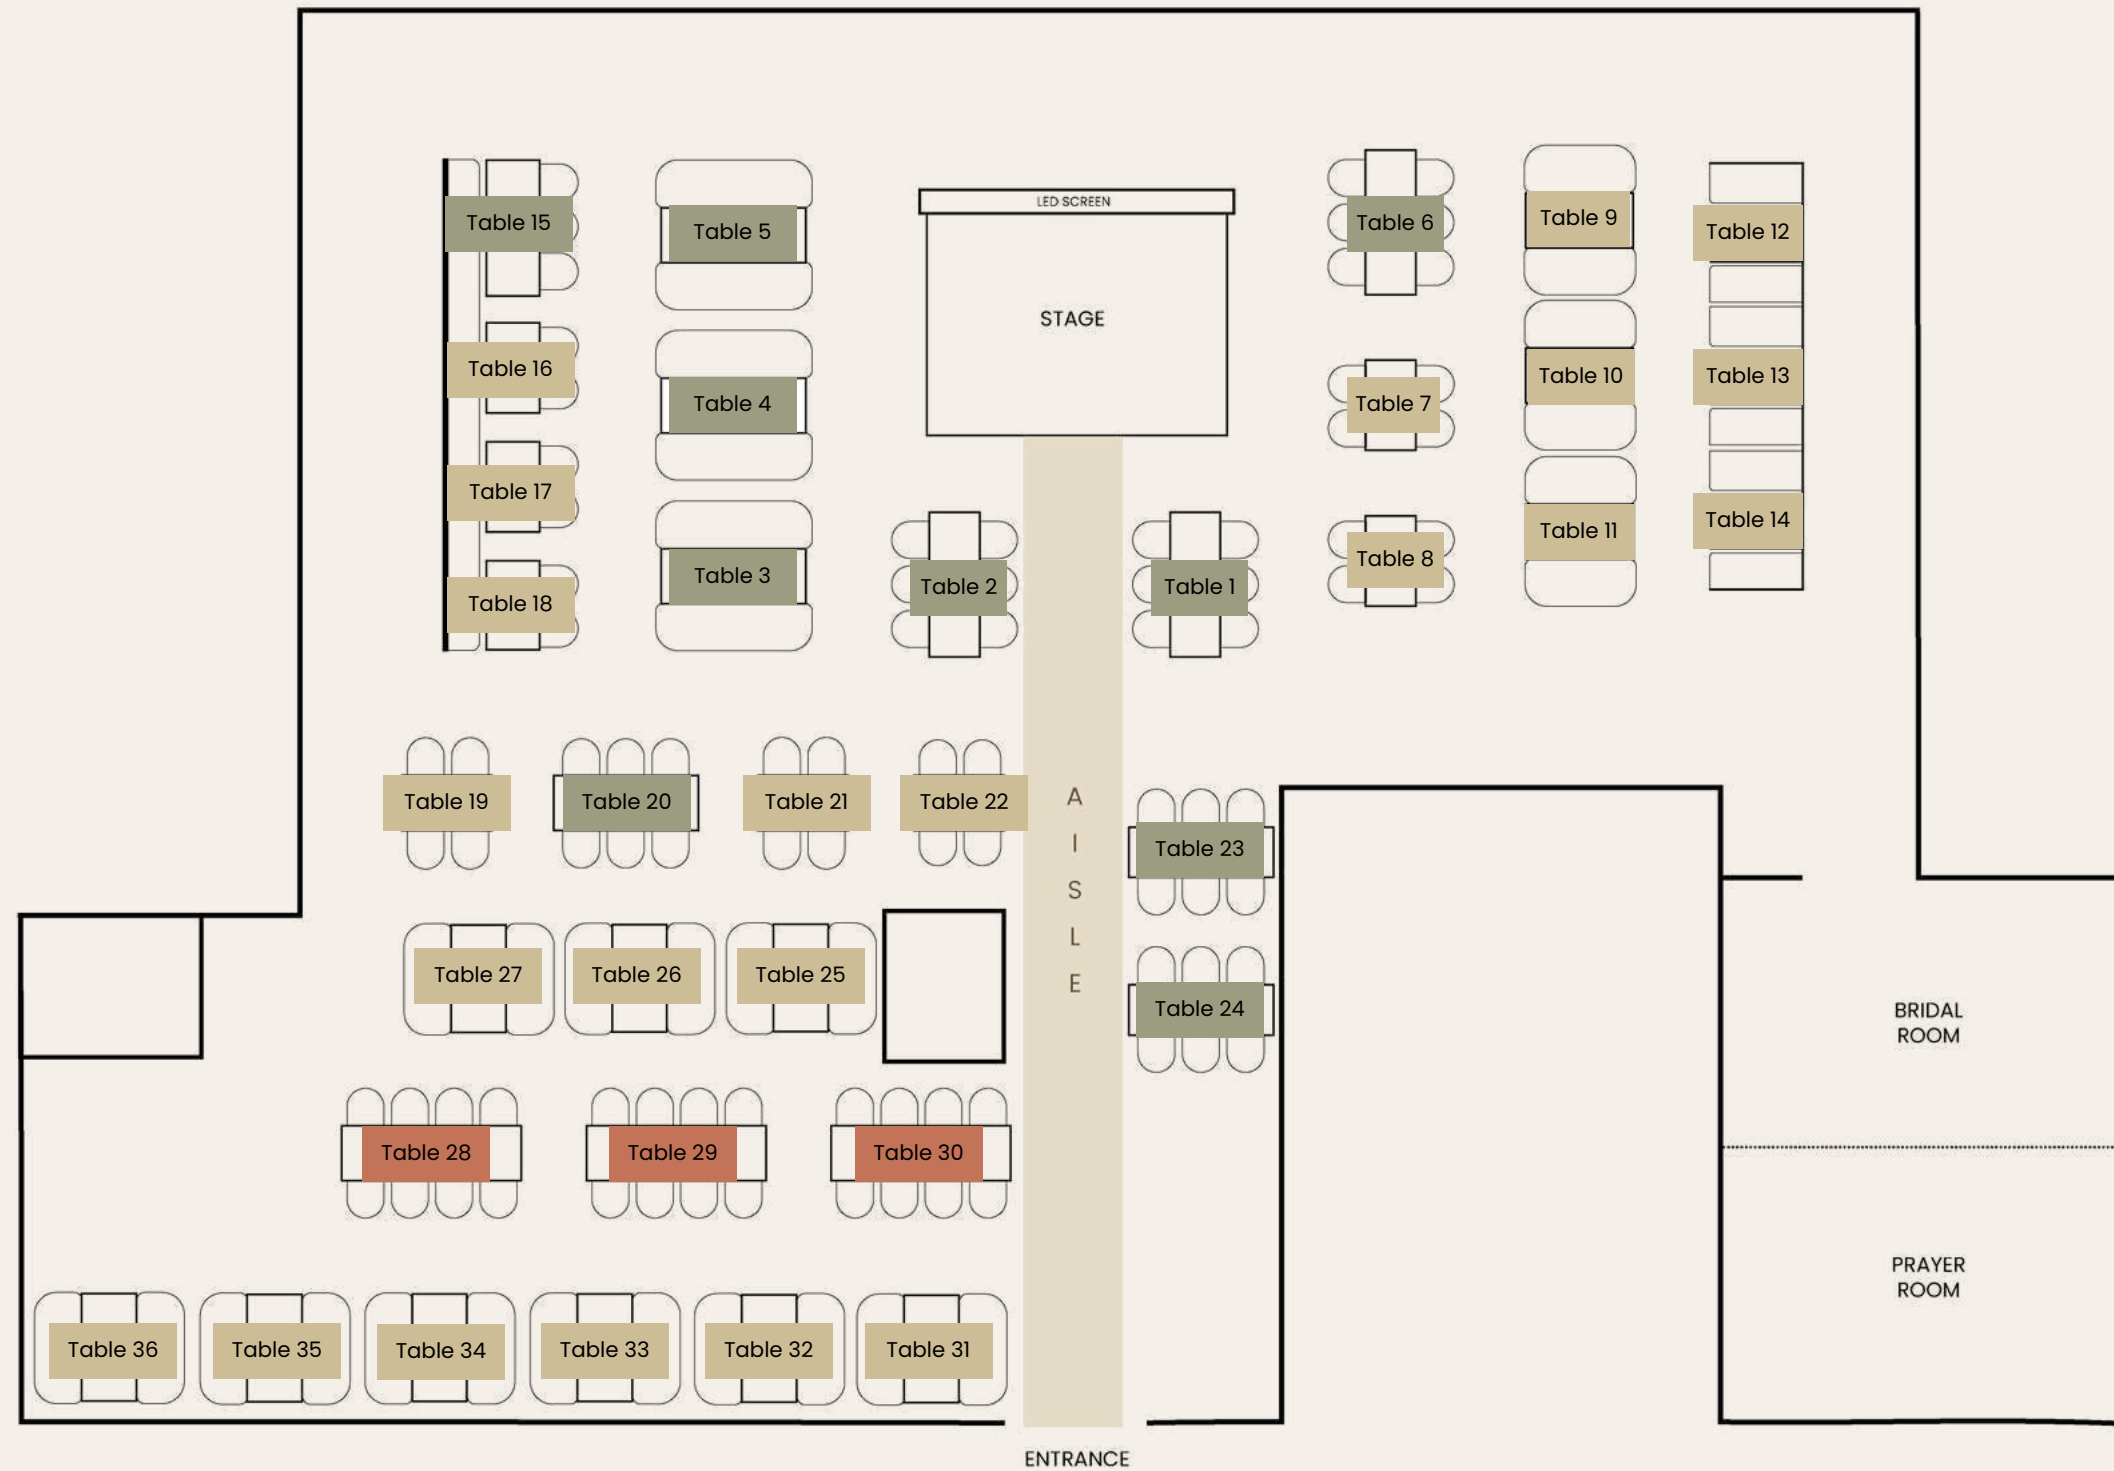 LED SCREEN
STAGE
Table 15
Table 5
Table 6
Table 9
Table 12
Table 16
Table 4
Table 7
Table 10
Table 13
Table 17
Table 3
Table 2
Table 1
Table 8
Table 11
Table 14
Table 18
Table 19
Table 20
Table 21
Table 22
A
I
S
L
E
Table 23
Table 27
Table 26
Table 25
Table 24
BRIDAL
ROOM
Table 28
Table 29
Table 30
PRAYER
ROOM
Table 36
Table 35
Table 34
Table 33
Table 32
Table 31
ENTRANCE